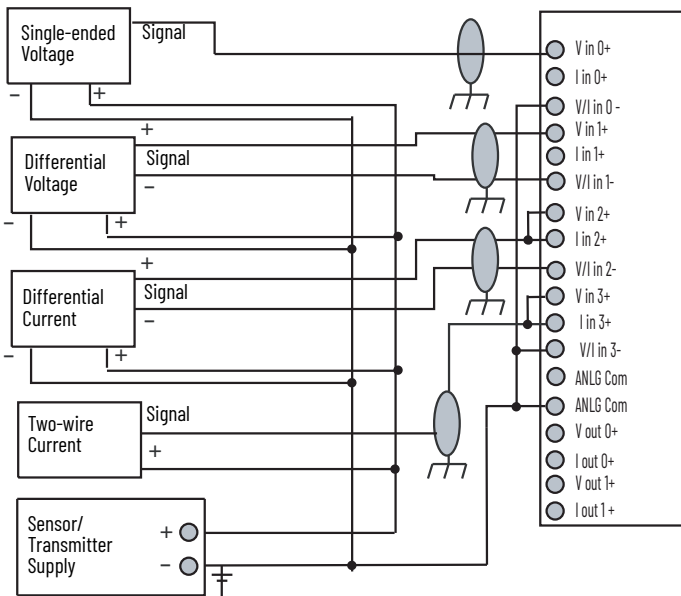 Single-ended
Voltage
Signal
–
+
+
Differential
Voltage
Signal
–
–
+
+
Differential
Current
Signal
–
–
+
Two-wire
Current
Signal
+
Sensor/
Transmitter
Supply
+
–
V in 0+
I in 0+
V/I in 0 -
V in 1+
I in 1+
V/I in 1-
V in 2+
I in 2+
V/I in 2-
V in 3+
I in 3+
V/I in 3-
ANLG Com
ANLG Com
V out 0+
I out 0+
V out 1+
I out 1 +